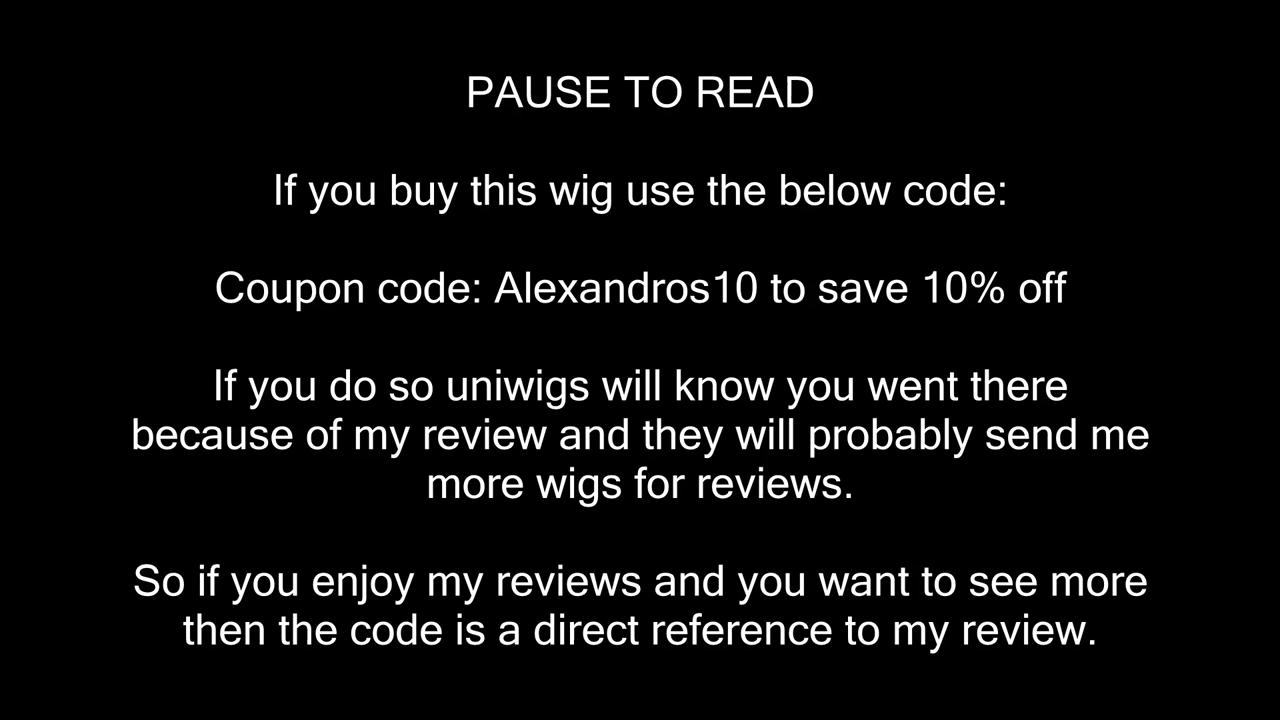 PAUSE TO READ
If you buy this wig use the below code:
Coupon code: Alexandros10 to save 10% off
If you do so uniwigs will know you went there
because of my review and they will probably send me
more wigs for reviews.
So if you enjoy my reviews and you want to see more
then the code is a direct reference to my review.